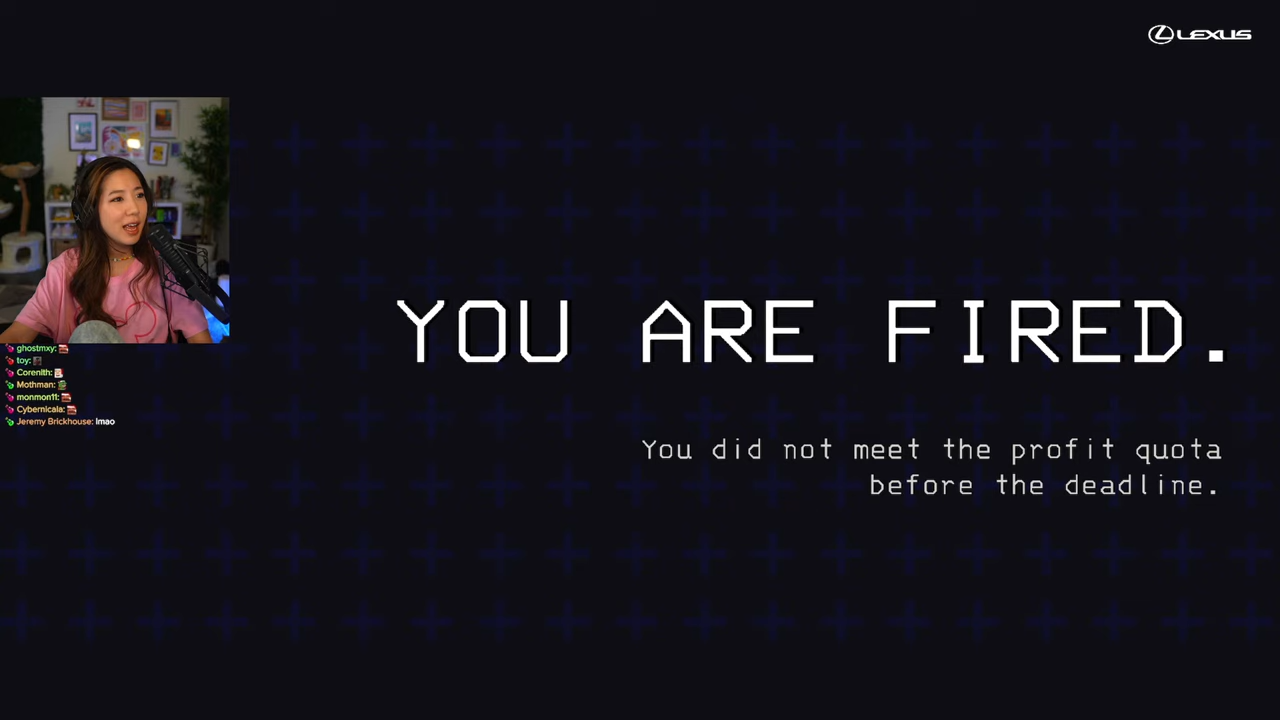 LEXUS
YOU ARE FIRED.
You did not meet the profit quota
before the deadline.
ghostmxy:
toy:
Corenlth:
Mothman:
monmon11:
Cybernicala:
Jeremy Brickhouse: lmao